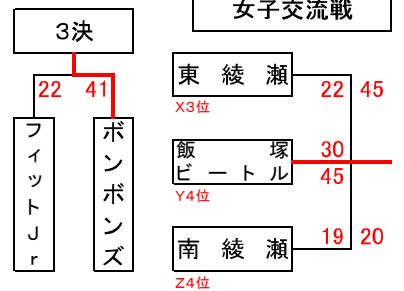 女子交流戦
3決
22 41
フィットJr
ボンボンズ
東綾瀬
X3位
22 45
飯塚
ビートル
Y4位
30
45
南綾瀬
Z4位
19 20